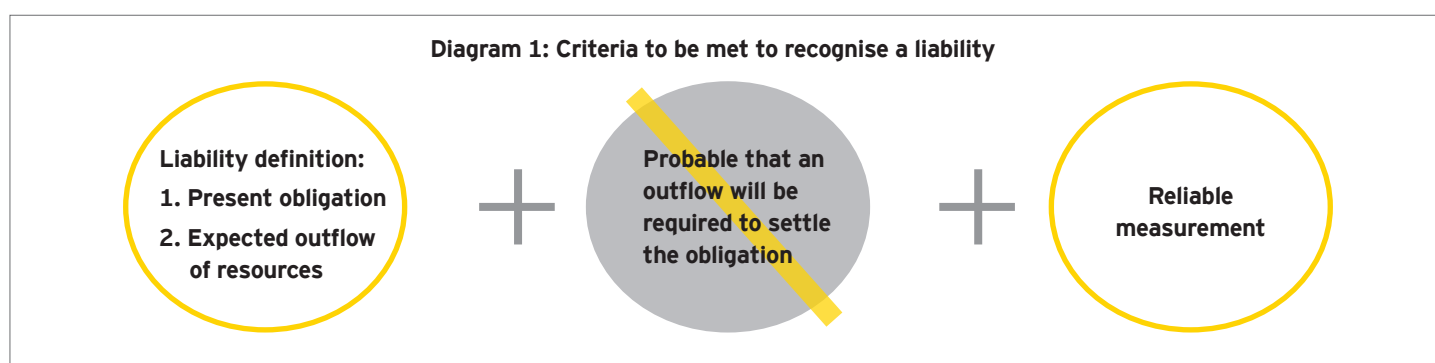 Diagram 1: Criteria to be met to recognise a liability
Liability definition:
1. Present obligation
2. Expected outflow
of resources
Probable that an
outflow will be
required to settle
the obligation
Reliable
measurement